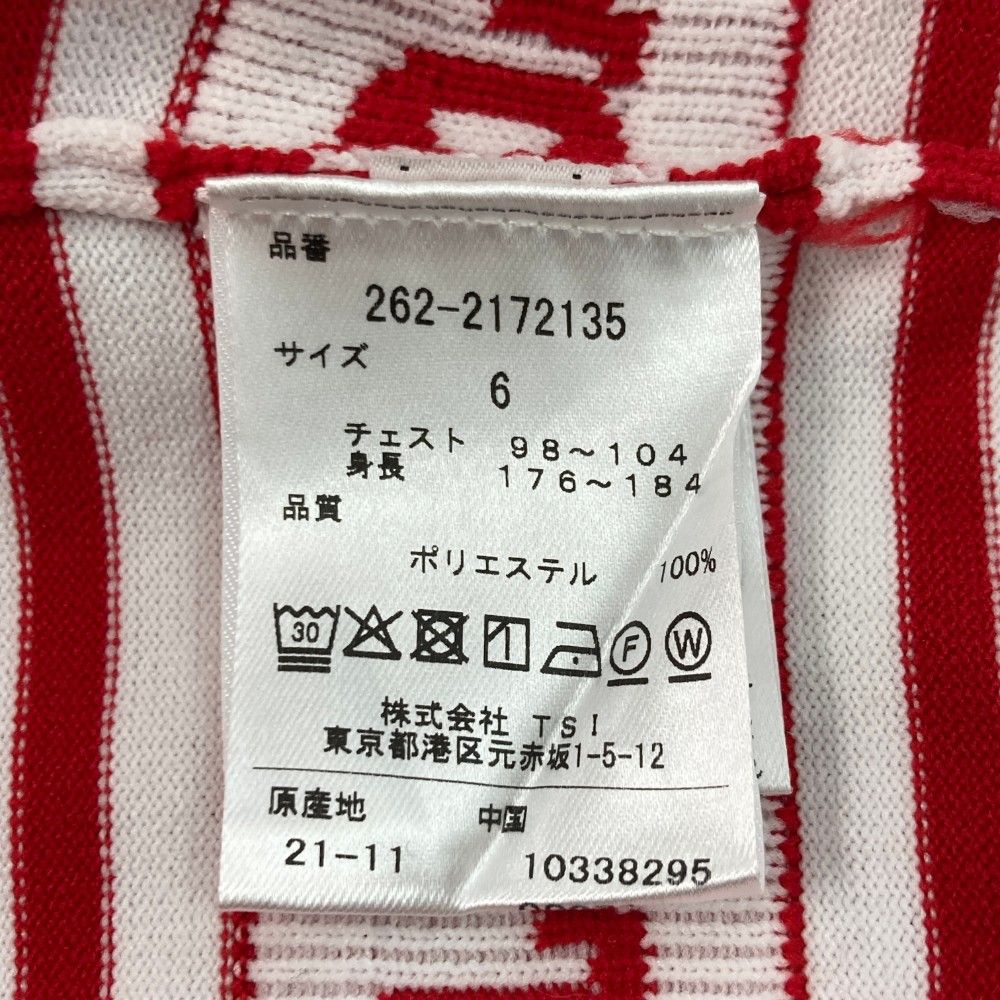 品番
262-2172135
サイズ
6
チェスト 98～104
身長 176～184
品質
ポリエステル 100%
30 F W
株式会社 TSI
東京都港区元赤坂1-5-12
原産地 中国
21-11 10338295